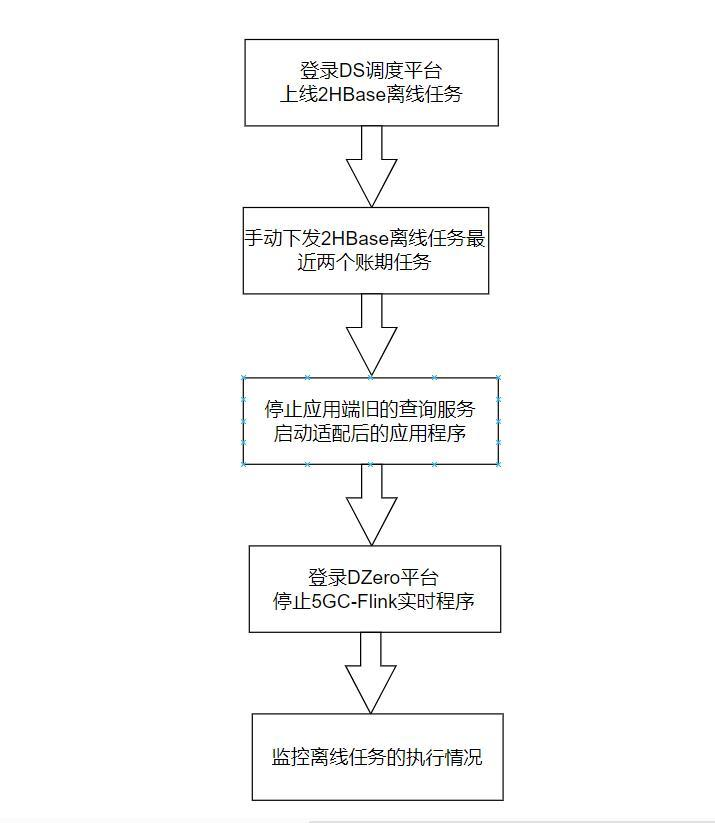 登录DS调度平台
上线2HBase离线任务
手动下发2HBase离线任务最
近两个账期任务
停止应用端旧的查询服务
启动适配后的应用程序
登录DZero平台
停止5GC-Flink实时程序
监控离线任务的执行情况